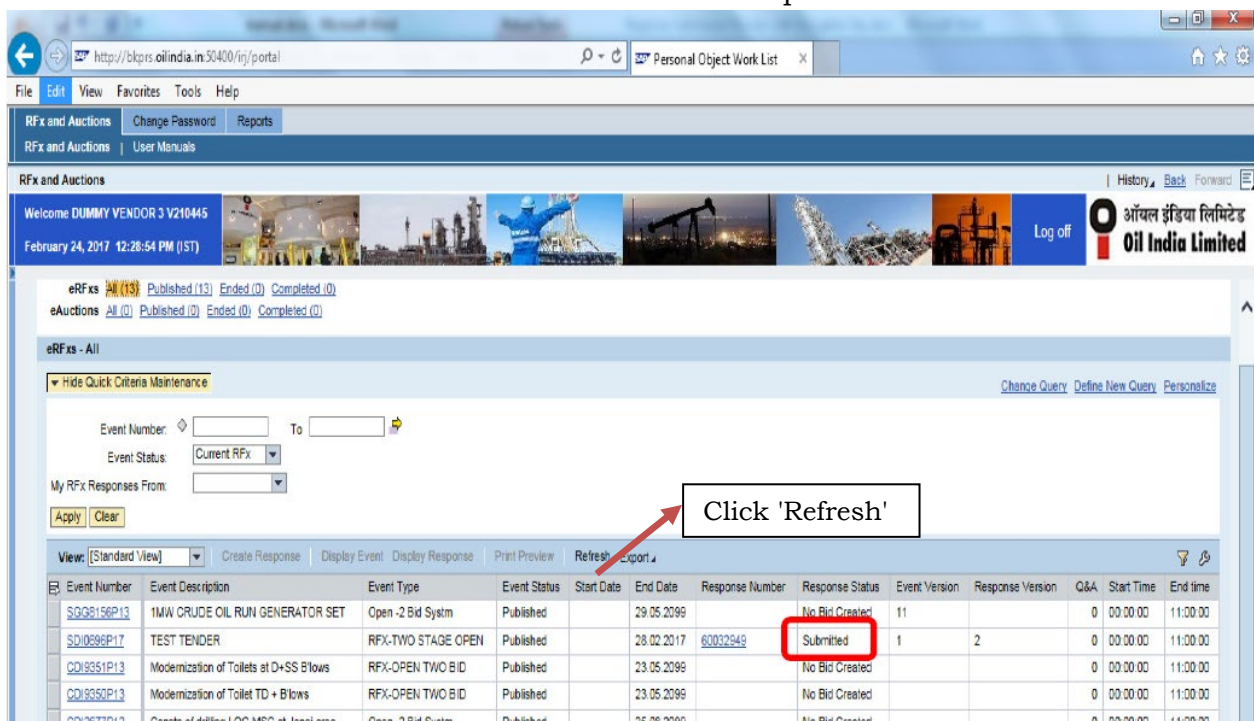 http://bkprs.oilindia.in:50400/irj/portal
Personal Object Work List
File Edit View Favorites Tools Help
RFx and Auctions Change Password Reports
RFx and Auctions | User Manuals
RFx and Auctions | History Back Forward
Welcome DUMMY VENDOR 3 V210445
February 24, 2017 12:28:54 PM (IST)
Log off
ऑयल इंडिया लिमिटेड
Oil India Limited
eRFxs All (13) Published (13) Ended (0) Completed (0)
eAuctions All (0) Published (0) Ended (0) Completed (0)
eRFxs - All
Hide Quick Criteria Maintenance
Change Query Define New Query Personalize
Event Number: To
Event Status: Current RFx
My RFx Responses From:
Apply Clear
Click 'Refresh'
View: [Standard View] Create Response Display Event Display Response Print Preview Refresh Export
Event Number Event Description Event Type Event Status Start Date End Date Response Number Response Status Event Version Response Version Q&A Start Time End time
SGG8156P13 1MW CRUDE OIL RUN GENERATOR SET Open -2 Bid Systm Published 29.05.2099 No Bid Created 11 0 00:00:00 11:00:00
SDI0696P17 TEST TENDER RFX-TWO STAGE OPEN Published 28.02.2017 60032949 Submitted 1 2 0 00:00:00 11:00:00
CDI9351P13 Modernization of Toilets at D+SS B'lows RFX-OPEN TWO BID Published 23.05.2099 No Bid Created 0 00:00:00 11:00:00
CDI9350P13 Modernization of Toilet TD + B'lows RFX-OPEN TWO BID Published 23.05.2099 No Bid Created 0 00:00:00 11:00:00